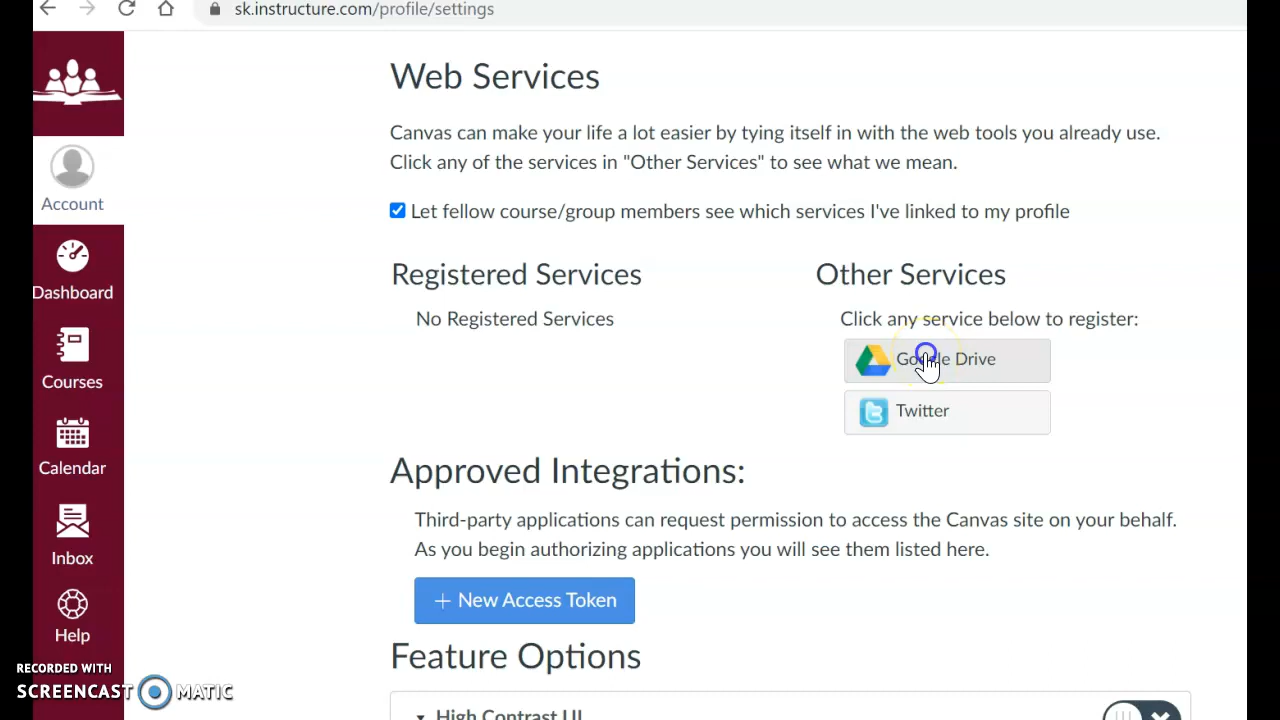 sk.instructure.com/profile/settings
Web Services
Canvas can make your life a lot easier by tying itself in with the web tools you already use.
Click any of the services in "Other Services" to see what we mean.
Let fellow course/group members see which services I've linked to my profile
Registered Services
No Registered Services
Other Services
Click any service below to register:
Google Drive
Twitter
Approved Integrations:
Third-party applications can request permission to access the Canvas site on your behalf.
As you begin authorizing applications you will see them listed here.
+ New Access Token
Feature Options
High Contrast UI
Account
Dashboard
Courses
Calendar
Inbox
Help
RECORDED WITH
SCREENCAST MATIC